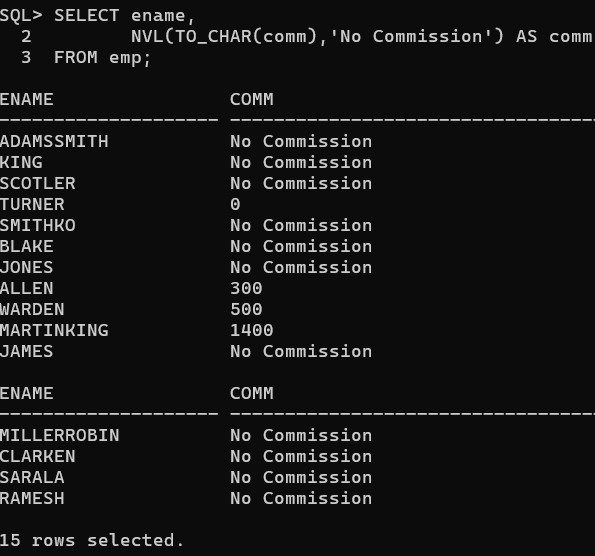 SQL> SELECT ename,
  2         NVL(TO_CHAR(comm),'No Commission') AS comm
  3  FROM emp;
ENAME                COMM
-------------------- ----------------------------------
ADAMSSMITH           No Commission
KING                 No Commission
SCOTLER              No Commission
TURNER               0
SMITHKO              No Commission
BLAKE                No Commission
JONES                No Commission
ALLEN                300
WARDEN               500
MARTINKING           1400
JAMES                No Commission
ENAME                COMM
-------------------- ----------------------------------
MILLERROBIN          No Commission
CLARKEN              No Commission
SARALA               No Commission
RAMESH               No Commission
15 rows selected.